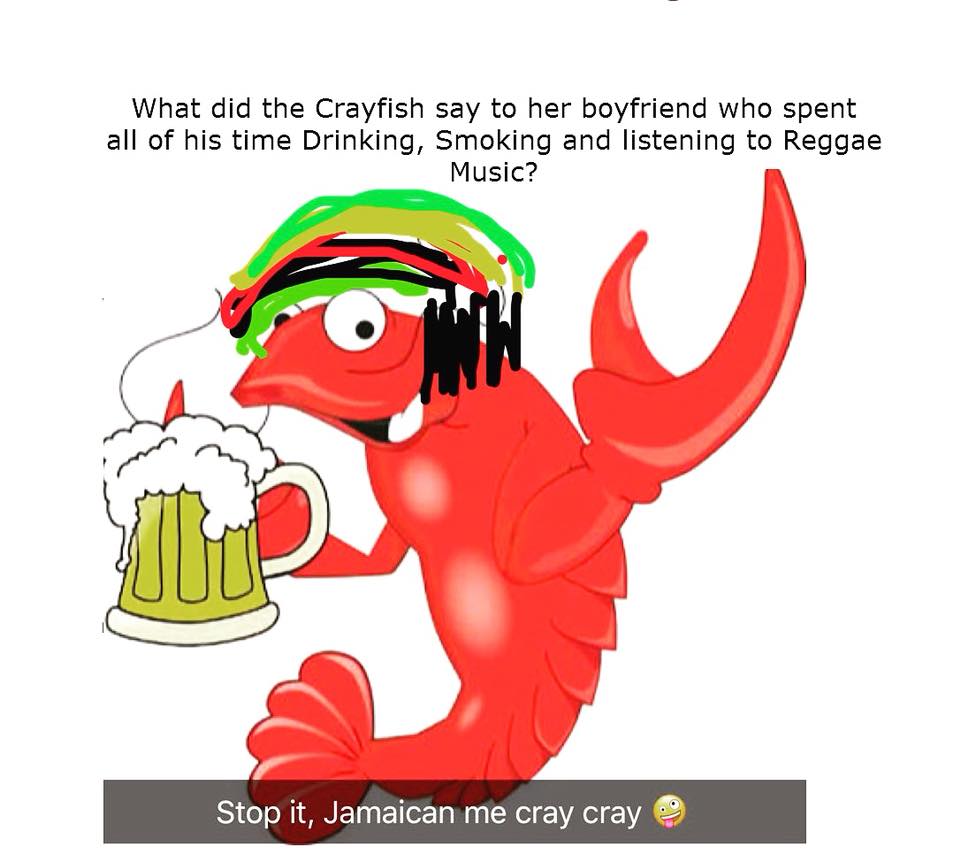 What did the Crayfish say to her boyfriend who spent
all of his time Drinking, Smoking and listening to Reggae
Music?
Stop it, Jamaican me cray cray 🤪